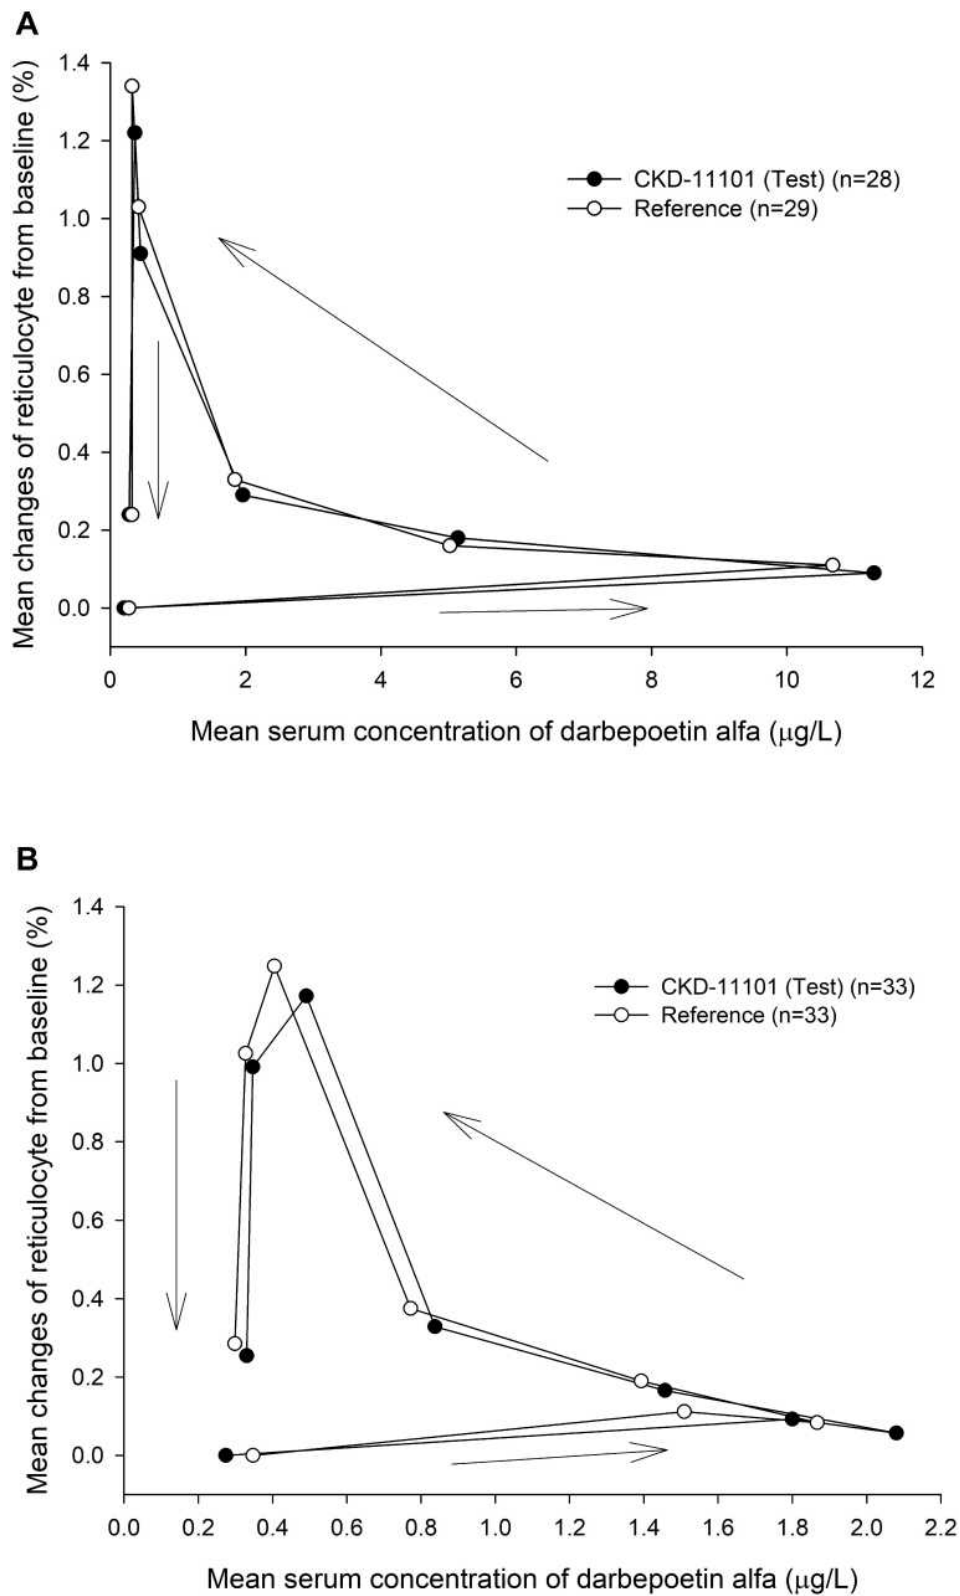 A
Mean changes of reticulocyte from baseline (%)
1.4
1.2
1.0
0.8
0.6
0.4
0.2
0.0
CKD-11101 (Test) (n=28)
Reference (n=29)
0 2 4 6 8 10 12
Mean serum concentration of darbepoetin alfa (μg/L)
B
Mean changes of reticulocyte from baseline (%)
1.4
1.2
1.0
0.8
0.6
0.4
0.2
0.0
CKD-11101 (Test) (n=33)
Reference (n=33)
0.0 0.2 0.4 0.6 0.8 1.0 1.2 1.4 1.6 1.8 2.0 2.2
Mean serum concentration of darbepoetin alfa (μg/L)